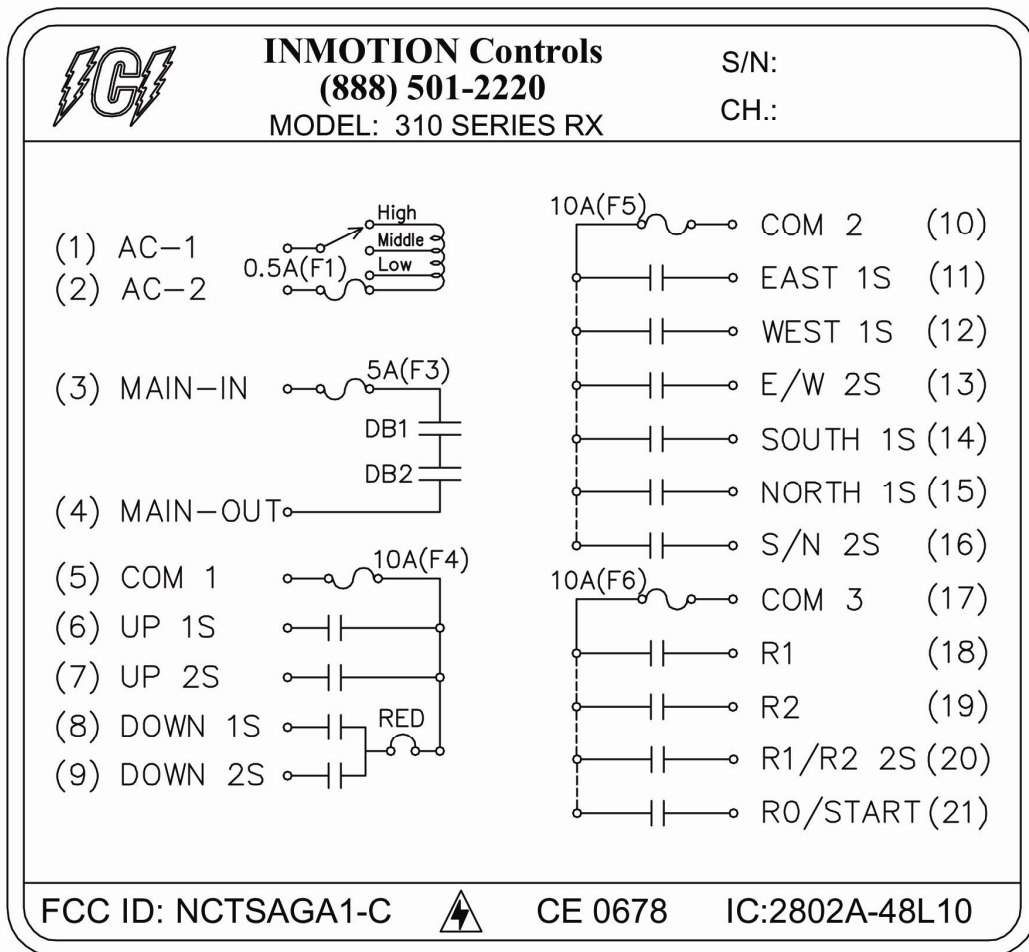 ICI
INMOTION Controls
(888) 501-2220
MODEL: 310 SERIES RX
S/N:
CH.:
(1) AC-1
(2) AC-2
0.5A(F1)
High
Middle
Low
(3) MAIN-IN
5A(F3)
DB1
DB2
(4) MAIN-OUT
(5) COM 1
10A(F4)
(6) UP 1S
(7) UP 2S
(8) DOWN 1S
RED
(9) DOWN 2S
10A(F5)
COM 2 (10)
EAST 1S (11)
WEST 1S (12)
E/W 2S (13)
SOUTH 1S (14)
NORTH 1S (15)
S/N 2S (16)
10A(F6)
COM 3 (17)
R1 (18)
R2 (19)
R1/R2 2S (20)
R0/START (21)
FCC ID: NCTSAGA1-C
CE 0678
IC:2802A-48L10